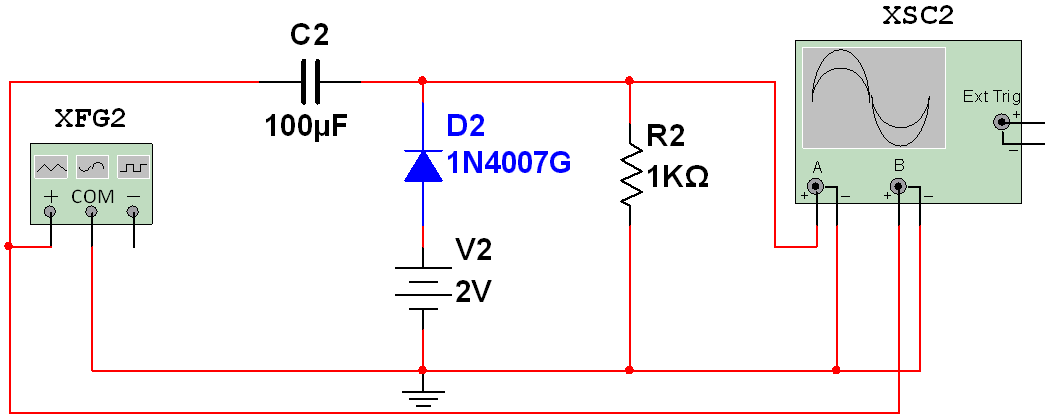 XSC2
C2
100µF
XFG2
+ COM −
D2
1N4007G
R2
1KΩ
V2
2V
Ext Trig
+
−
A
B
+ − + −